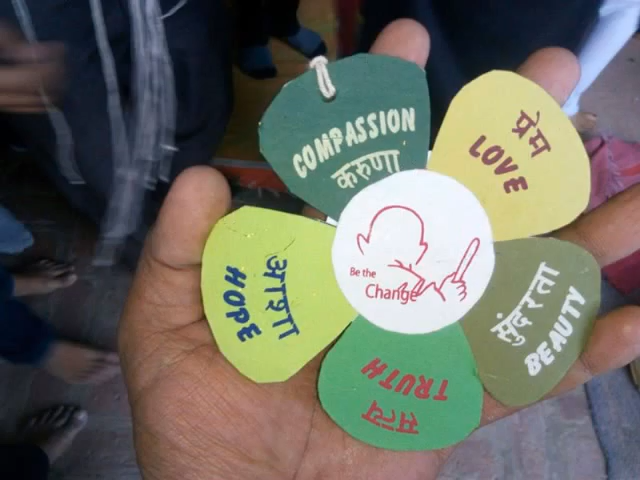 COMPASSION
करुणा
प्रेम
LOVE
सुंदरता
BEAUTY
TRUTH
सत्य
आशा
HOPE
Be the
Change